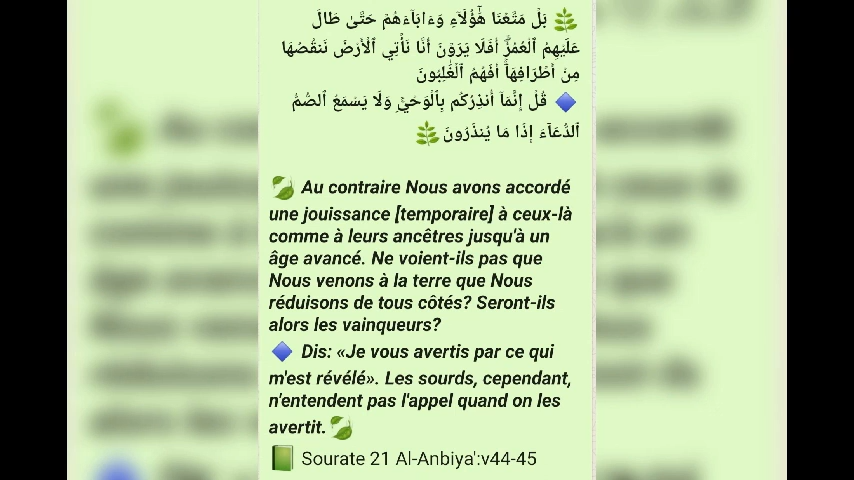 بَلْ مَتَّعْنَا هَٰٓؤُلَآءِ وَءَابَآءَهُمْ حَتَّىٰ طَالَ
عَلَيْهِمُ ٱلْعُمُرُ ۗ أَفَلَا يَرَوْنَ أَنَّا نَأْتِي ٱلْأَرْضَ نَنقُصُهَا
مِنْ أَطْرَافِهَآ ۚ أَفَهُمُ ٱلْغَٰلِبُونَ
قُلْ إِنَّمَآ أُنذِرُكُم بِٱلْوَحْىِ ۚ وَلَا يَسْمَعُ ٱلصُّمُّ
ٱلدُّعَآءَ إِذَا مَا يُنذَرُونَ
Au contraire Nous avons accordé
une jouissance [temporaire] à ceux-là
comme à leurs ancêtres jusqu'à un
âge avancé. Ne voient-ils pas que
Nous venons à la terre que Nous
réduisons de tous côtés? Seront-ils
alors les vainqueurs?
Dis: «Je vous avertis par ce qui
m'est révélé». Les sourds, cependant,
n'entendent pas l'appel quand on les
avertit.
Sourate 21 Al-Anbiya':v44-45